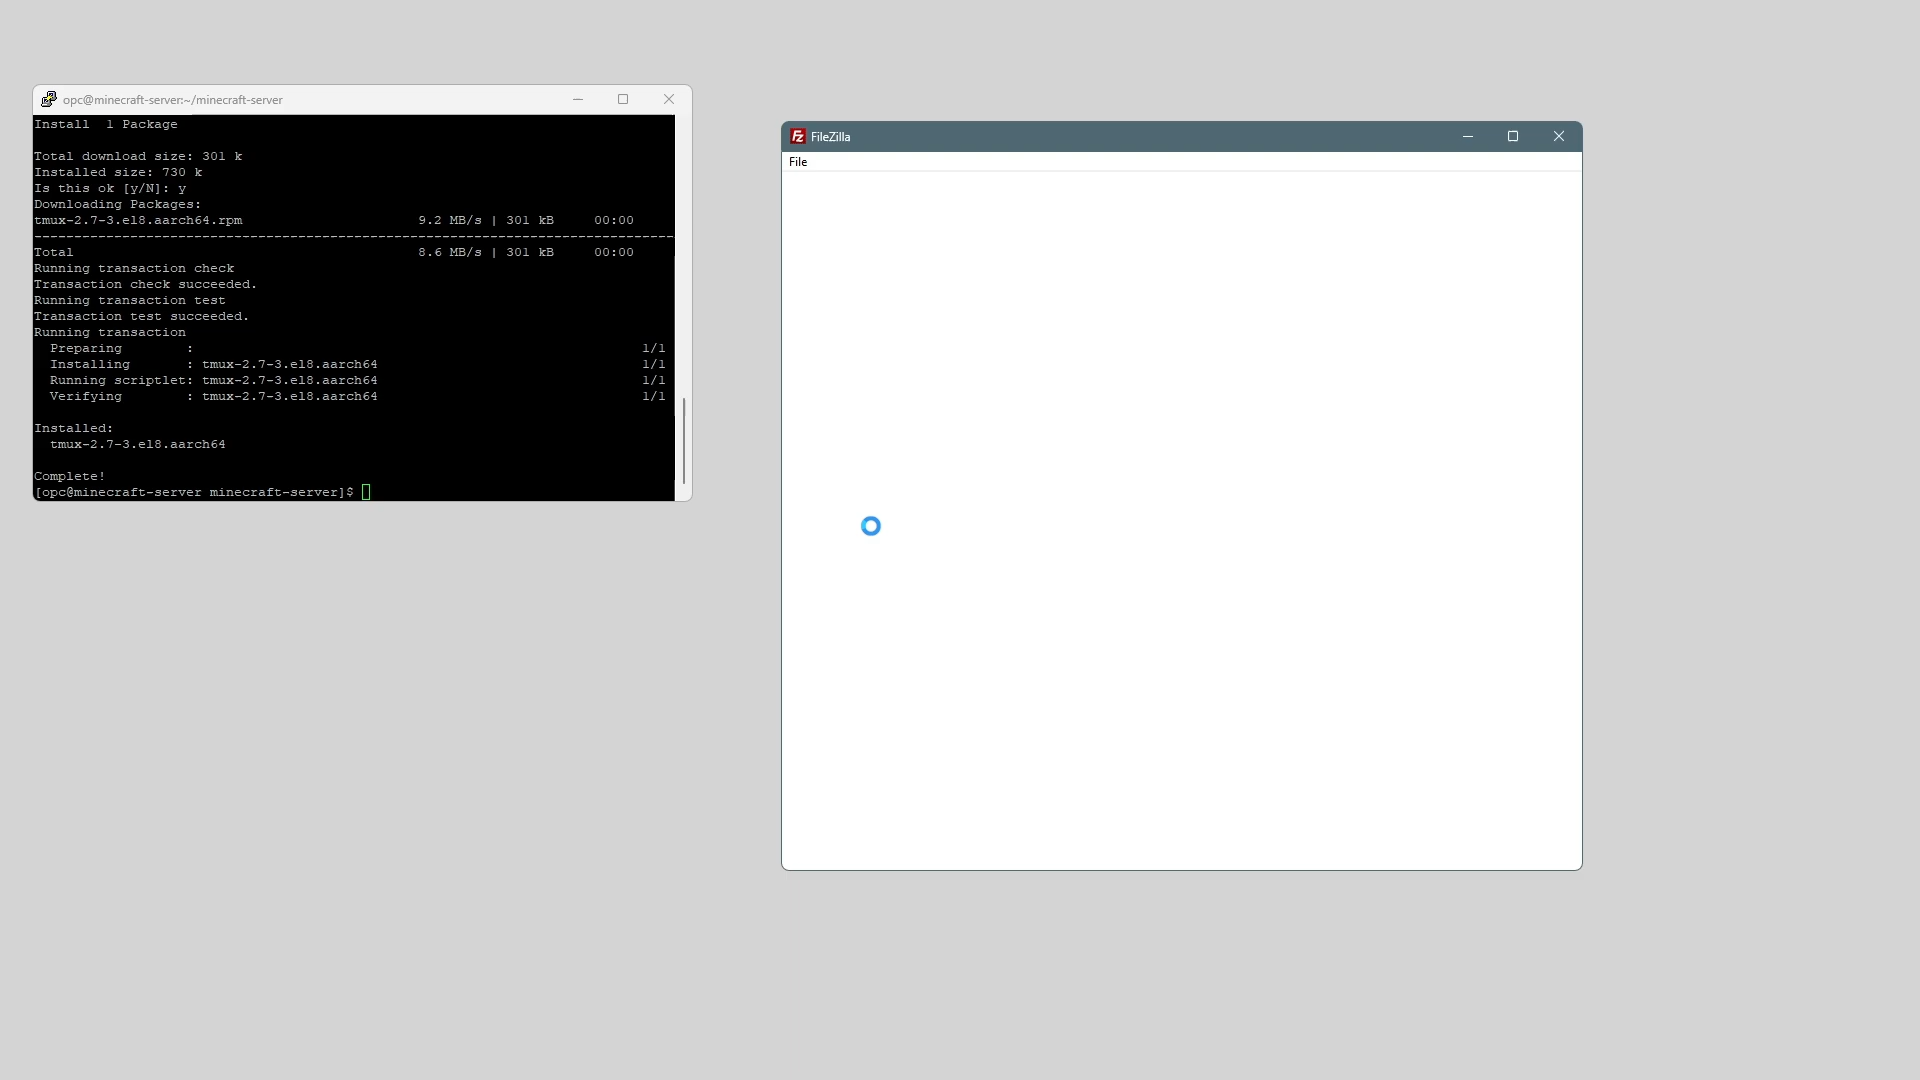 opc@minecraft-server:~/minecraft-server
Install  1 Package
Total download size: 301 k
Installed size: 730 k
Is this ok [y/N]: y
Downloading Packages:
tmux-2.7-3.el8.aarch64.rpm                      9.2 MB/s | 301 kB     00:00
--------------------------------------------------------------------------------
Total                                           8.6 MB/s | 301 kB     00:00
Running transaction check
Transaction check succeeded.
Running transaction test
Transaction test succeeded.
Running transaction
  Preparing        :                                                        1/1
  Installing       : tmux-2.7-3.el8.aarch64                                 1/1
  Running scriptlet: tmux-2.7-3.el8.aarch64                                 1/1
  Verifying        : tmux-2.7-3.el8.aarch64                                 1/1
Installed:
  tmux-2.7-3.el8.aarch64
Complete!
[opc@minecraft-server minecraft-server]$
Fz FileZilla
File